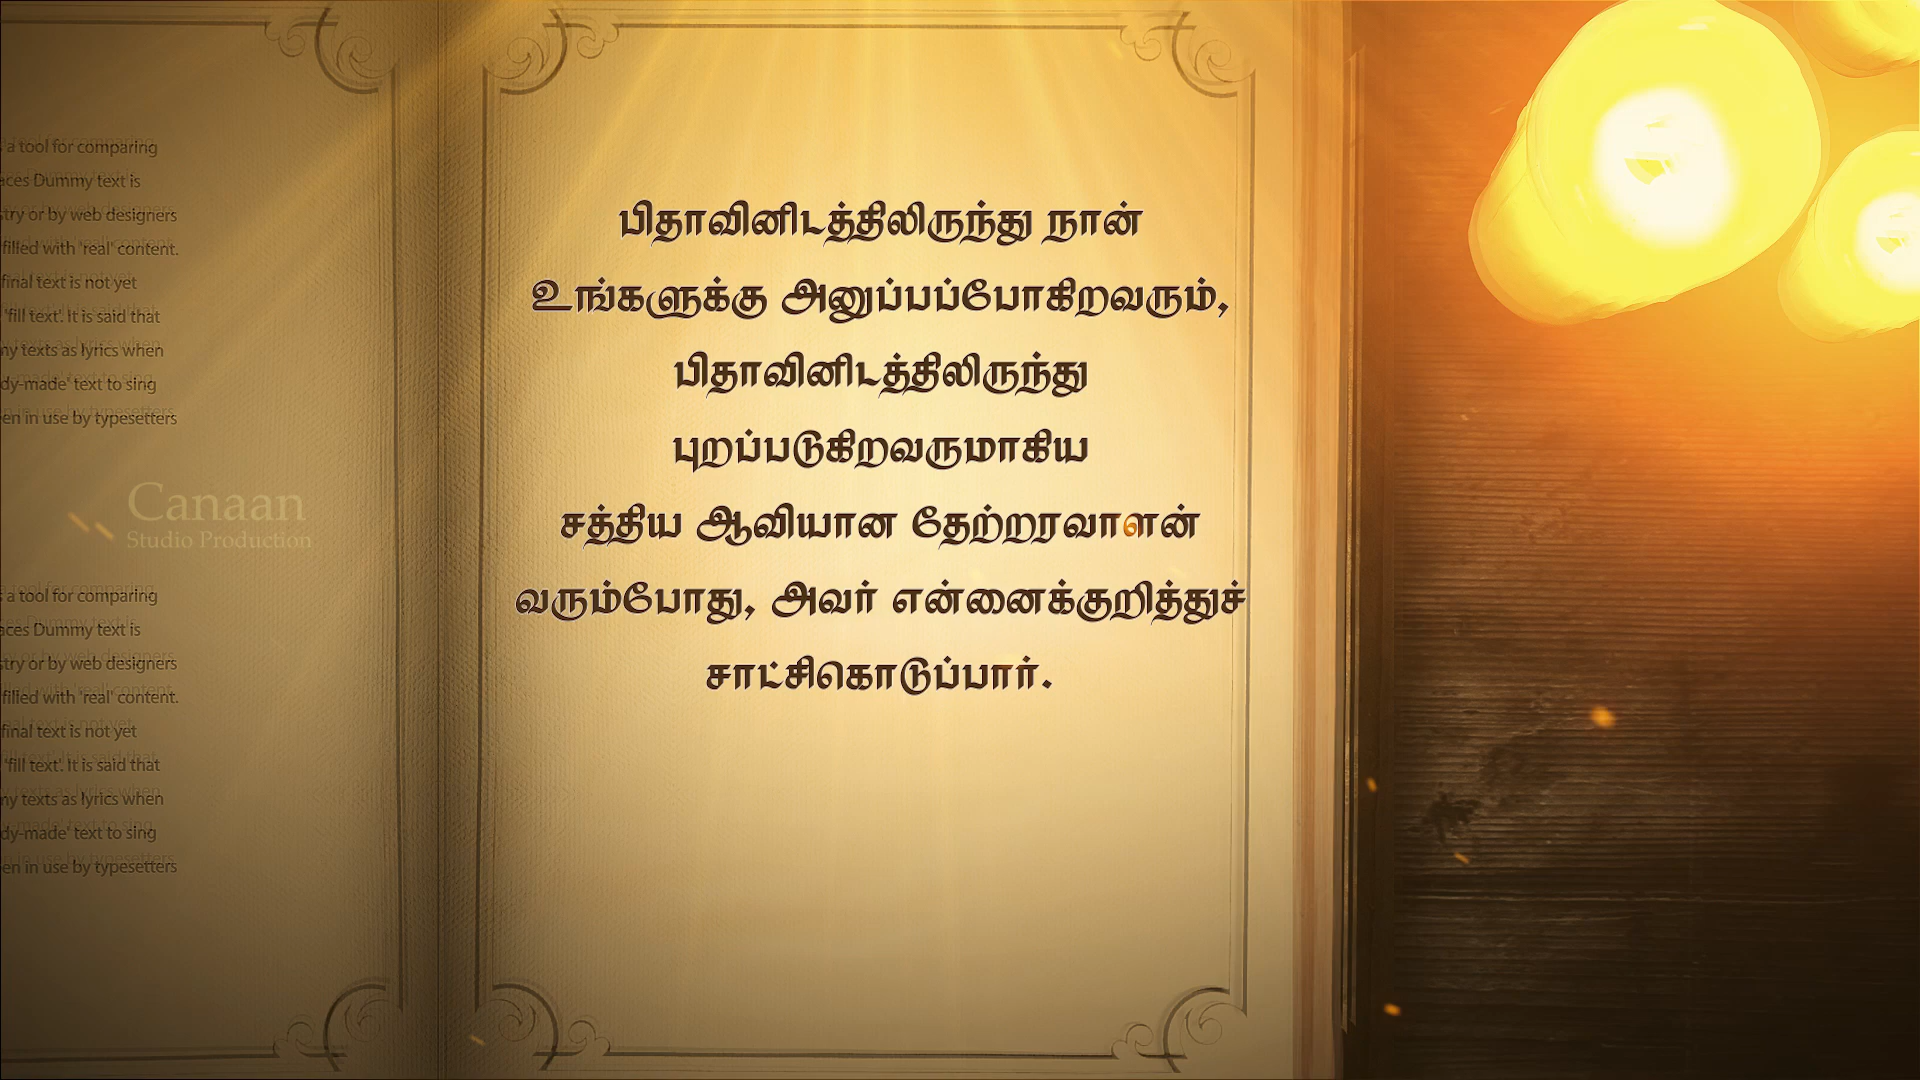 a tool for comparing
aces Dummy text is
stry or by web designers
filled with 'real' content.
final text is not yet
'fill text'. It is said that
my texts as lyrics when
dy-made' text to sing
en in use by typesetters
Canaan
Studio Production
a tool for comparing
aces Dummy text is
stry or by web designers
filled with 'real' content.
final text is not yet
'fill text'. It is said that
my texts as lyrics when
dy-made' text to sing
en in use by typesetters
பிதாவினிடத்திலிருந்து நான்
உங்களுக்கு அனுப்பப்போகிறவரும்,
பிதாவினிடத்திலிருந்து
புறப்படுகிறவருமாகிய
சத்திய ஆவியான தேற்றரவாளன்
வரும்போது, அவர் என்னைக்குறித்துச்
சாட்சிகொடுப்பார்.